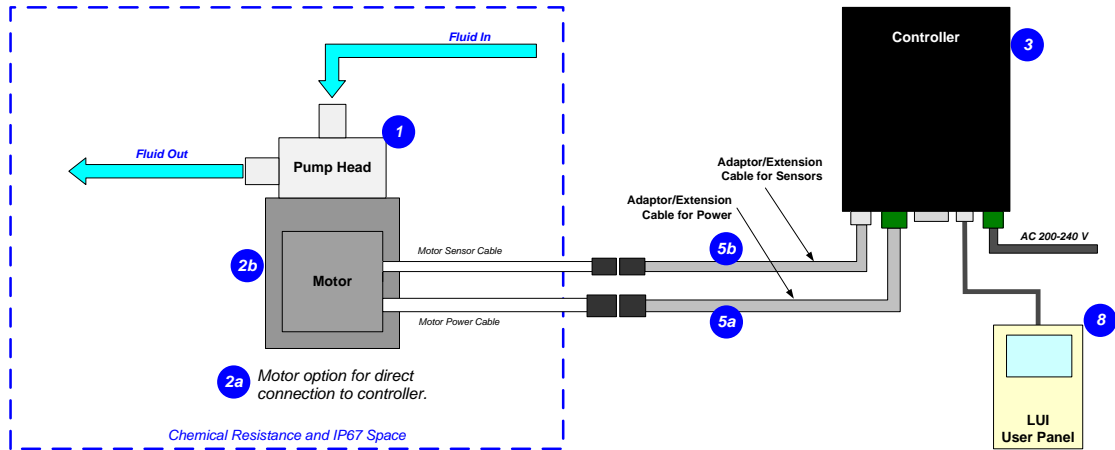 Fluid In
Controller
3
1
Fluid Out
Pump Head
Adaptor/Extension
Cable for Sensors
Adaptor/Extension
Cable for Power
AC 200-240 V
Motor Sensor Cable
5b
2b
Motor
Motor Power Cable
5a
8
2a
Motor option for direct
connection to controller.
LUI
User Panel
Chemical Resistance and IP67 Space